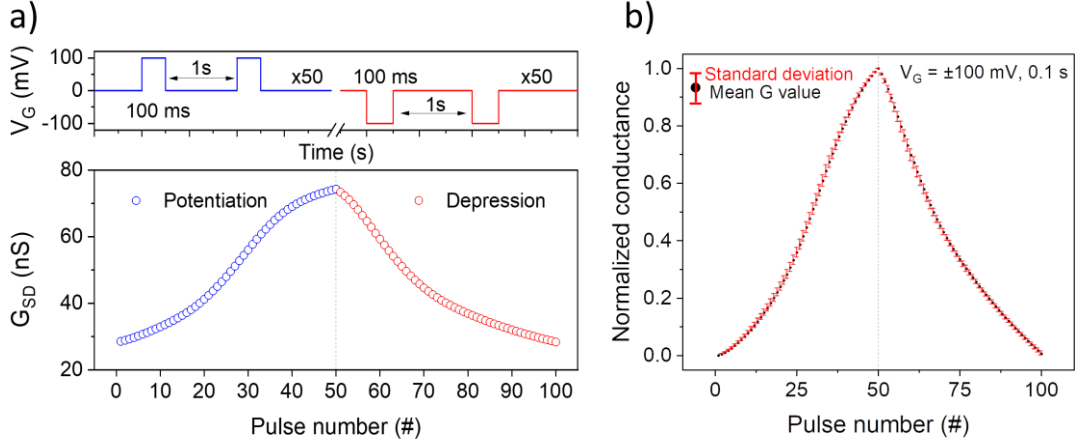 a)
100
0
-100
V_G (mV)
1s
x50
100 ms
100 ms
1s
x50
Time (s)
80
60
40
20
G_SD (nS)
Potentiation
Depression
0 10 20 30 40 50 60 70 80 90 100
Pulse number (#)
b)
Standard deviation
Mean G value
V_G = ±100 mV, 0.1 s
1.0
0.8
0.6
0.4
0.2
0.0
Normalized conductance
0 25 50 75 100
Pulse number (#)